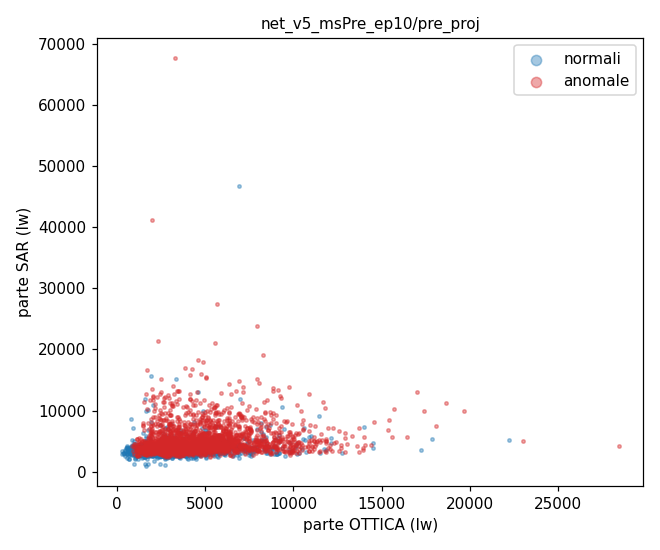 net_v5_msPre_ep10/pre_proj
normali
anomale
70000
60000
50000
40000
30000
20000
10000
0
parte SAR (lw)
0
5000
10000
15000
20000
25000
parte OTTICA (lw)